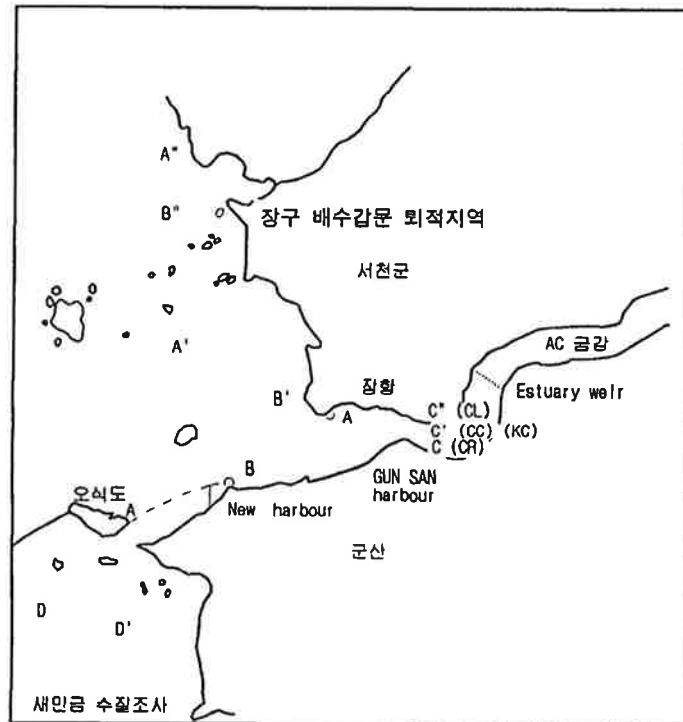 A"
B"
장구 배수갑문 퇴적지역
서천군
A'
AC 굼강
Estuary weir
B'
장항
A
C" (CL)
C' (CC) (KC)
C (CR)
B
GUN SAN
harbour
오식도
A
New harbour
군산
D
D'
새만금 수질조사